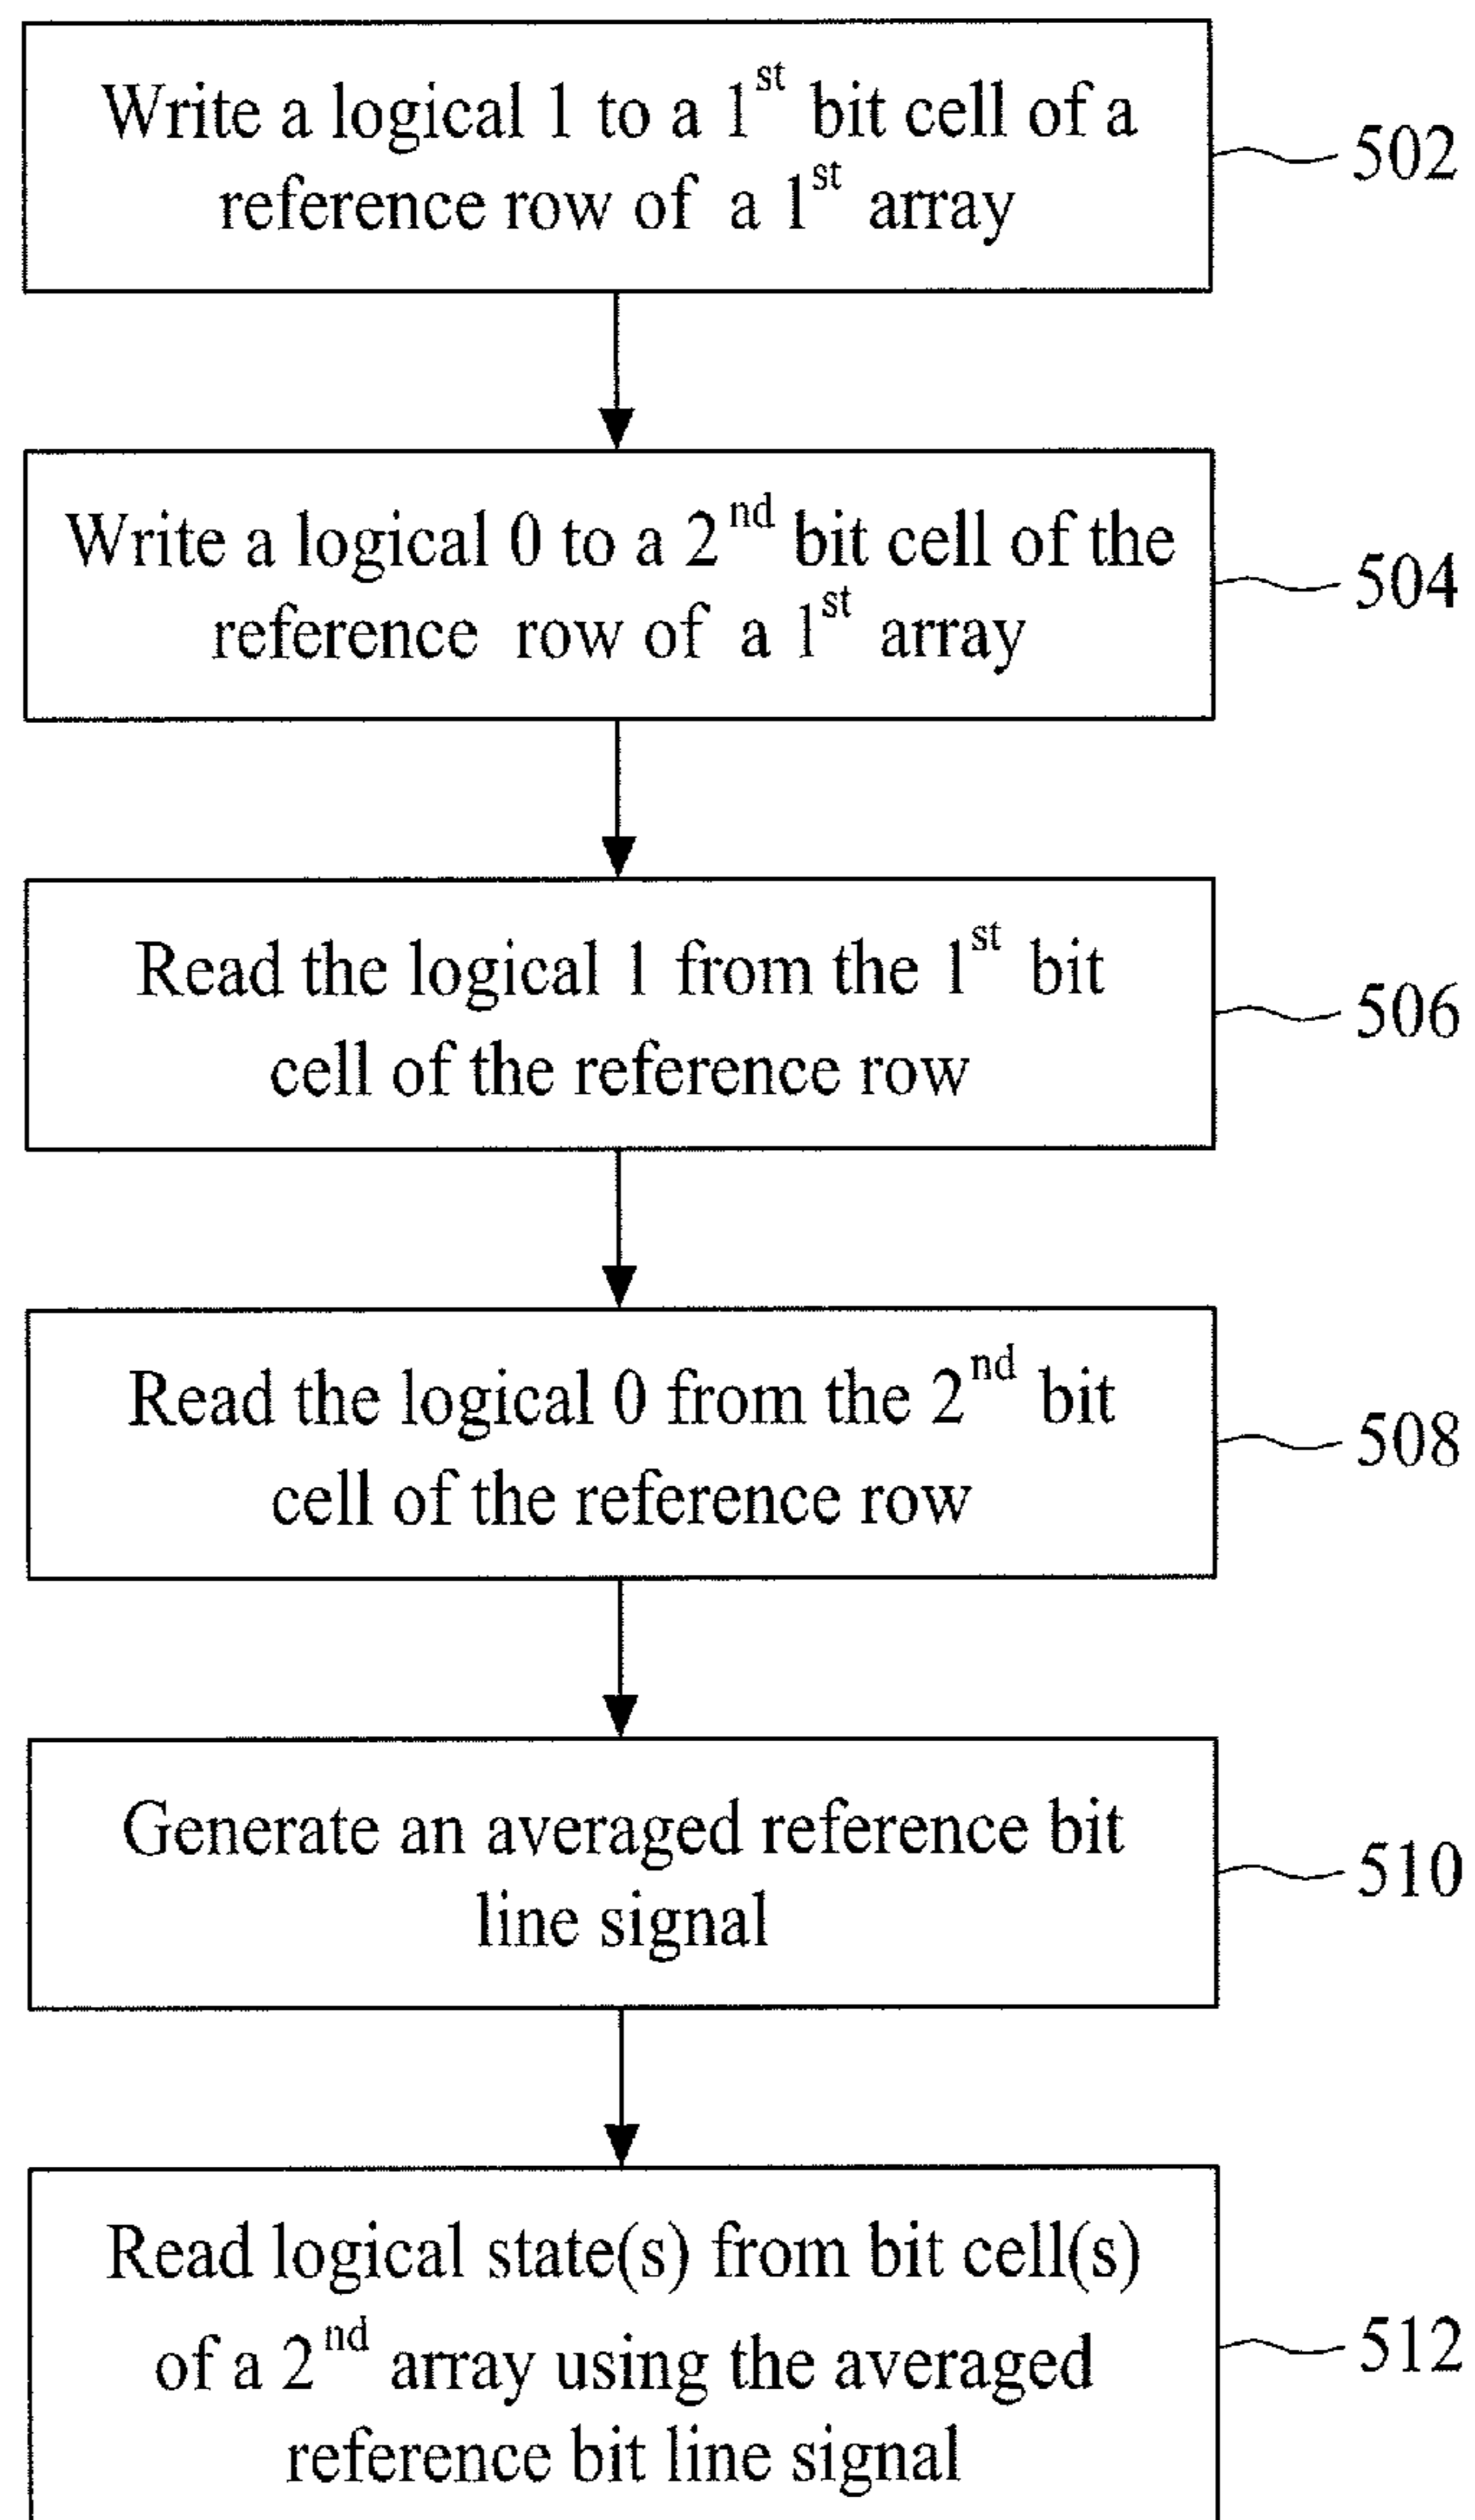 Write a logical 1 to a 1st bit cell of a
reference row of a 1st array
502
Write a logical 0 to a 2nd bit cell of the
reference row of a 1st array
504
Read the logical 1 from the 1st bit
cell of the reference row
506
Read the logical 0 from the 2nd bit
cell of the reference row
508
Generate an averaged reference bit
line signal
510
Read logical state(s) from bit cell(s)
of a 2nd array using the averaged
reference bit line signal
512